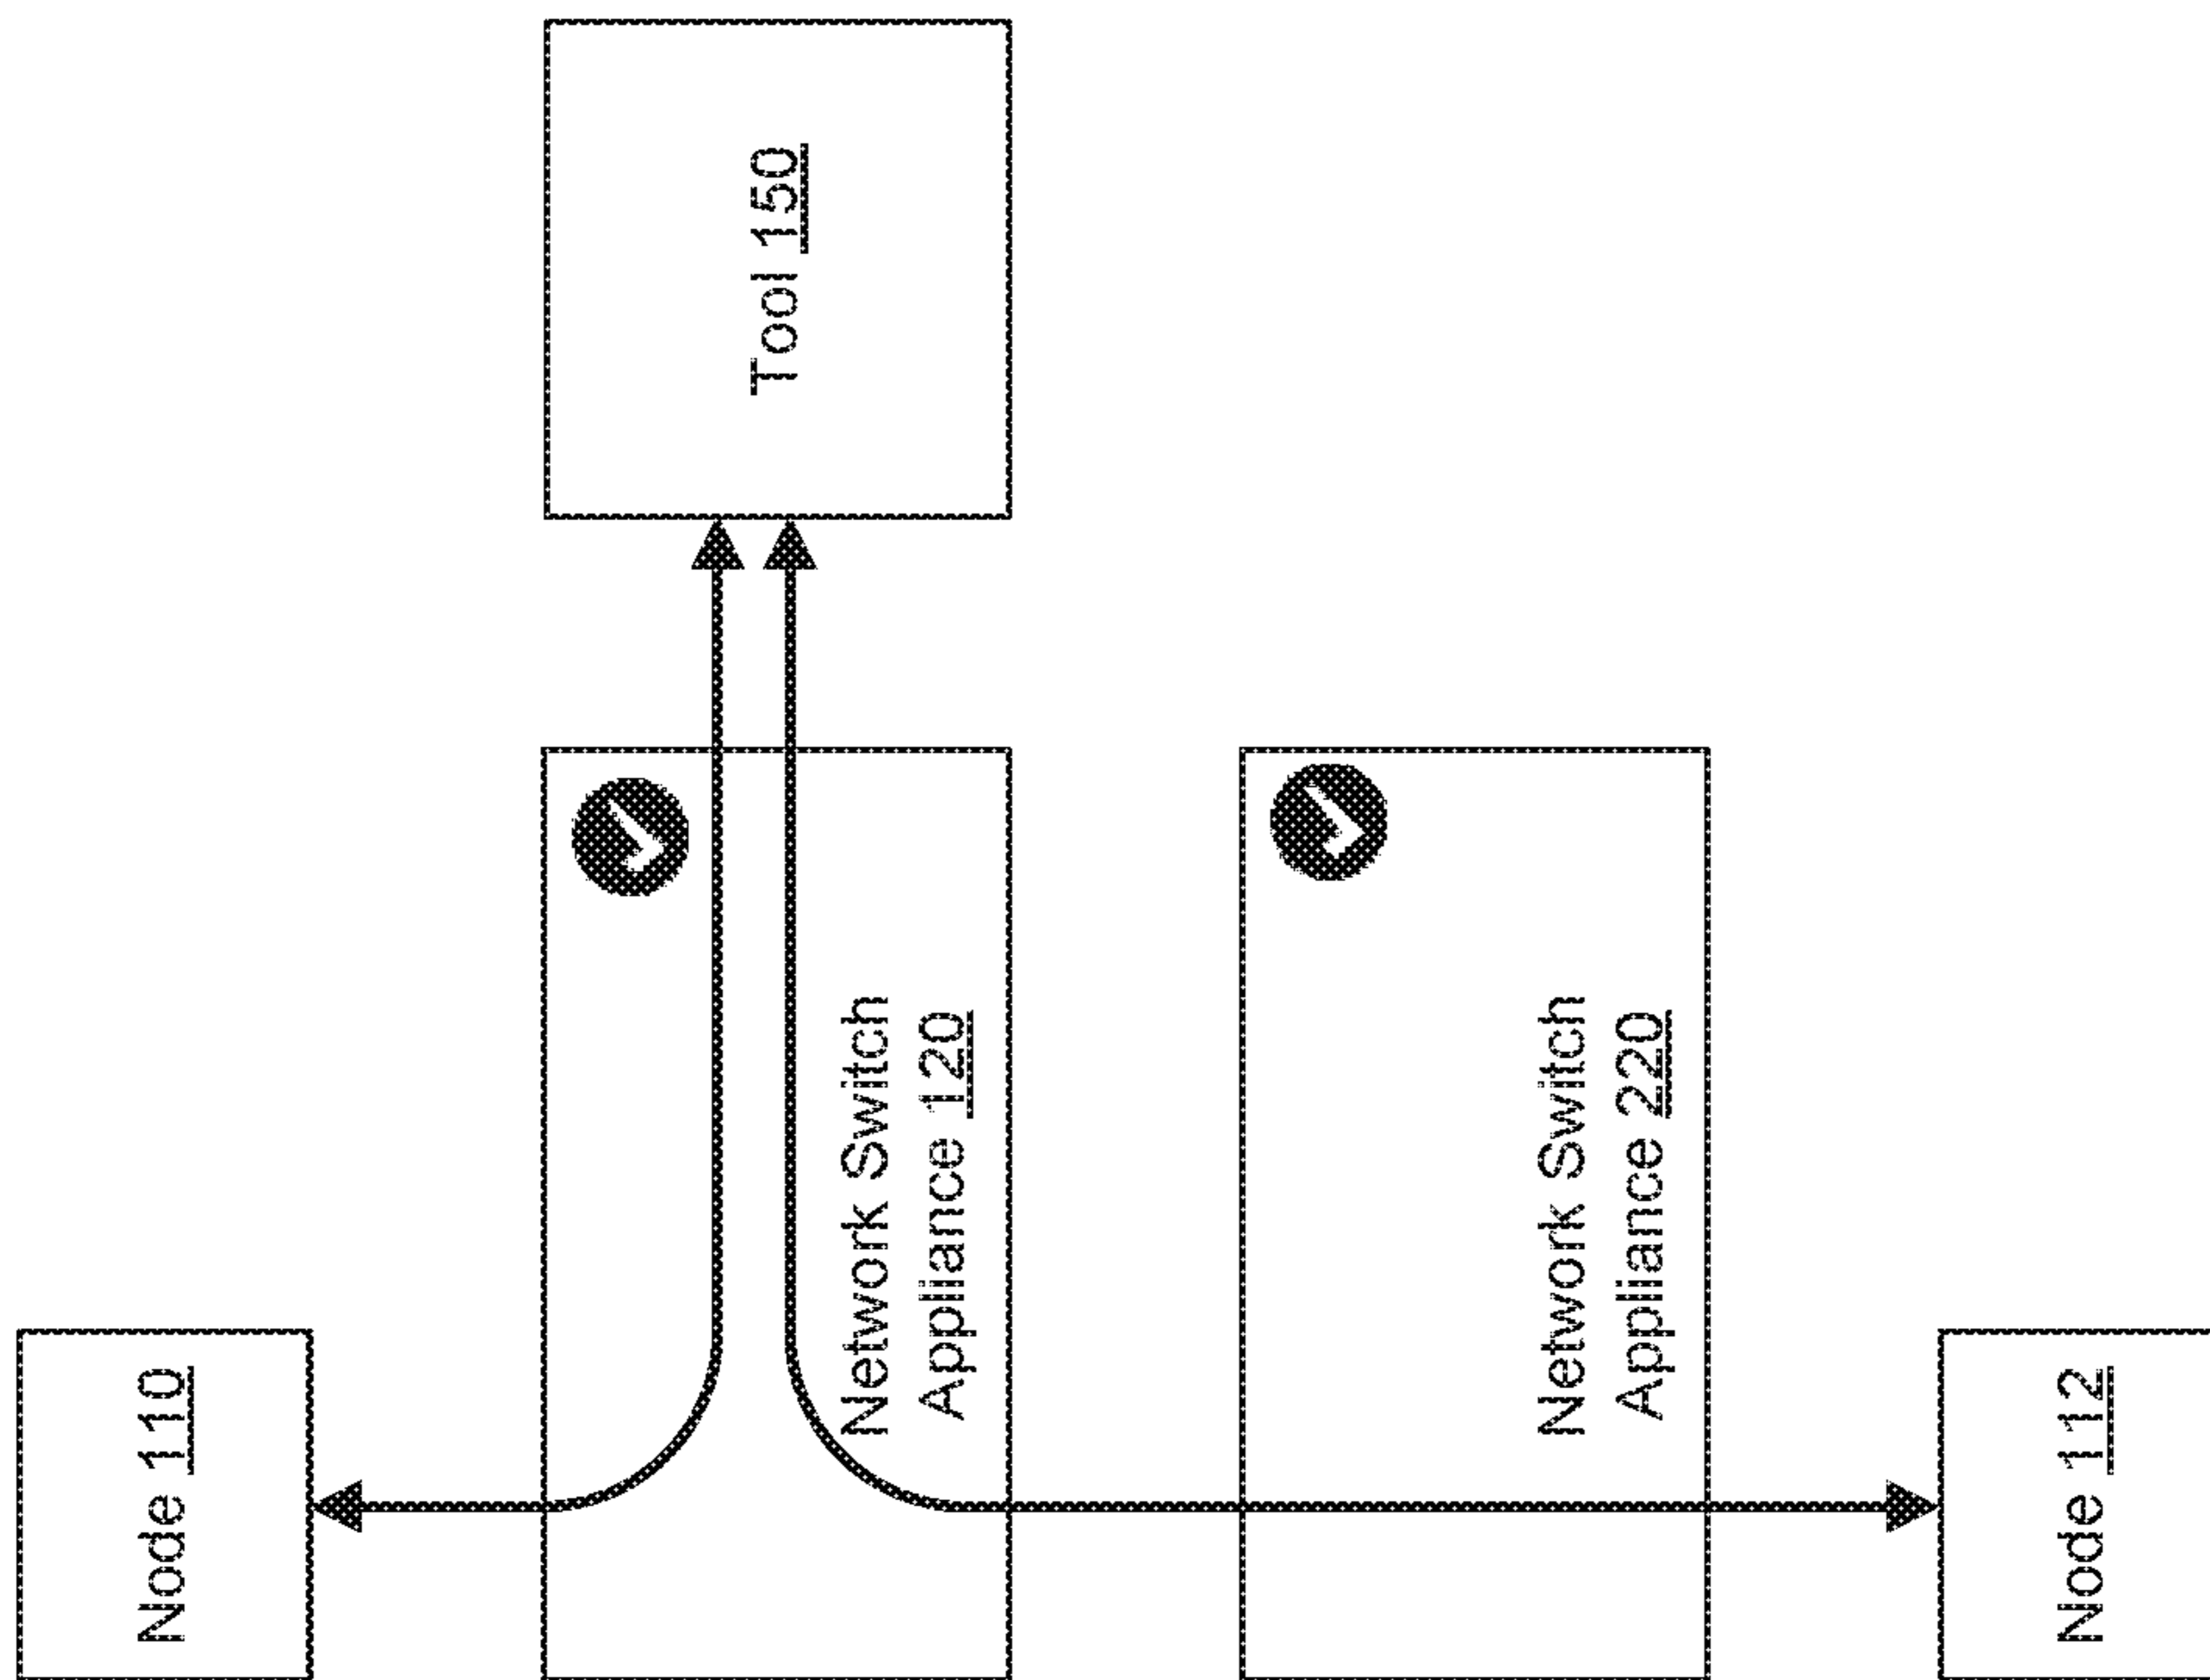 Node 110
Tool 150
Network Switch
Appliance 120
Network Switch
Appliance 220
Node 112